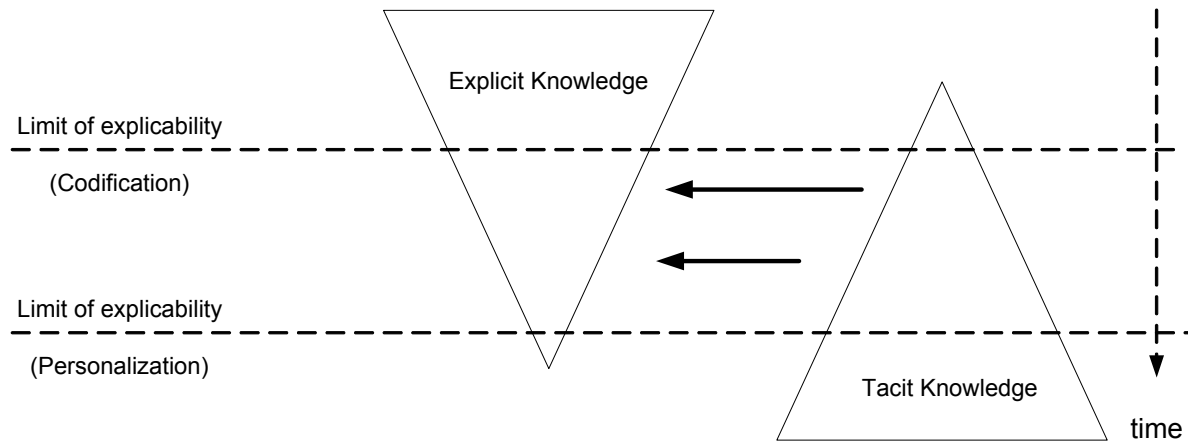 Explicit Knowledge
Limit of explicability
(Codification)
Limit of explicability
(Personalization)
Tacit Knowledge
time